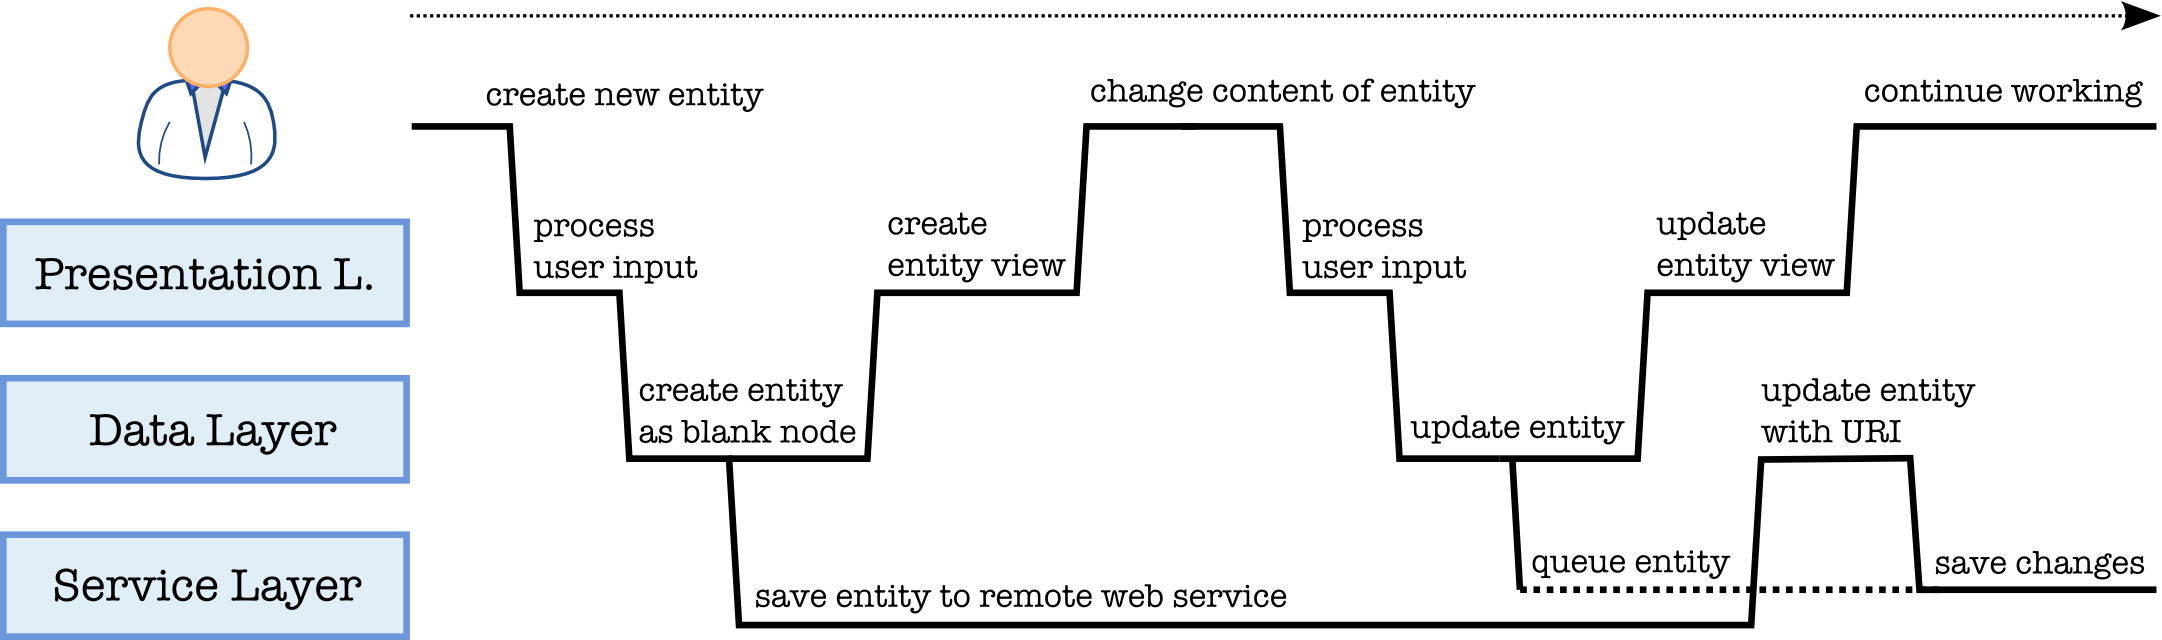 create new entity
change content of entity
continue working
Presentation L.
process
user input
create
entity view
process
user input
update
entity view
Data Layer
create entity
as blank node
update entity
update entity
with URI
Service Layer
save entity to remote web service
queue entity
save changes